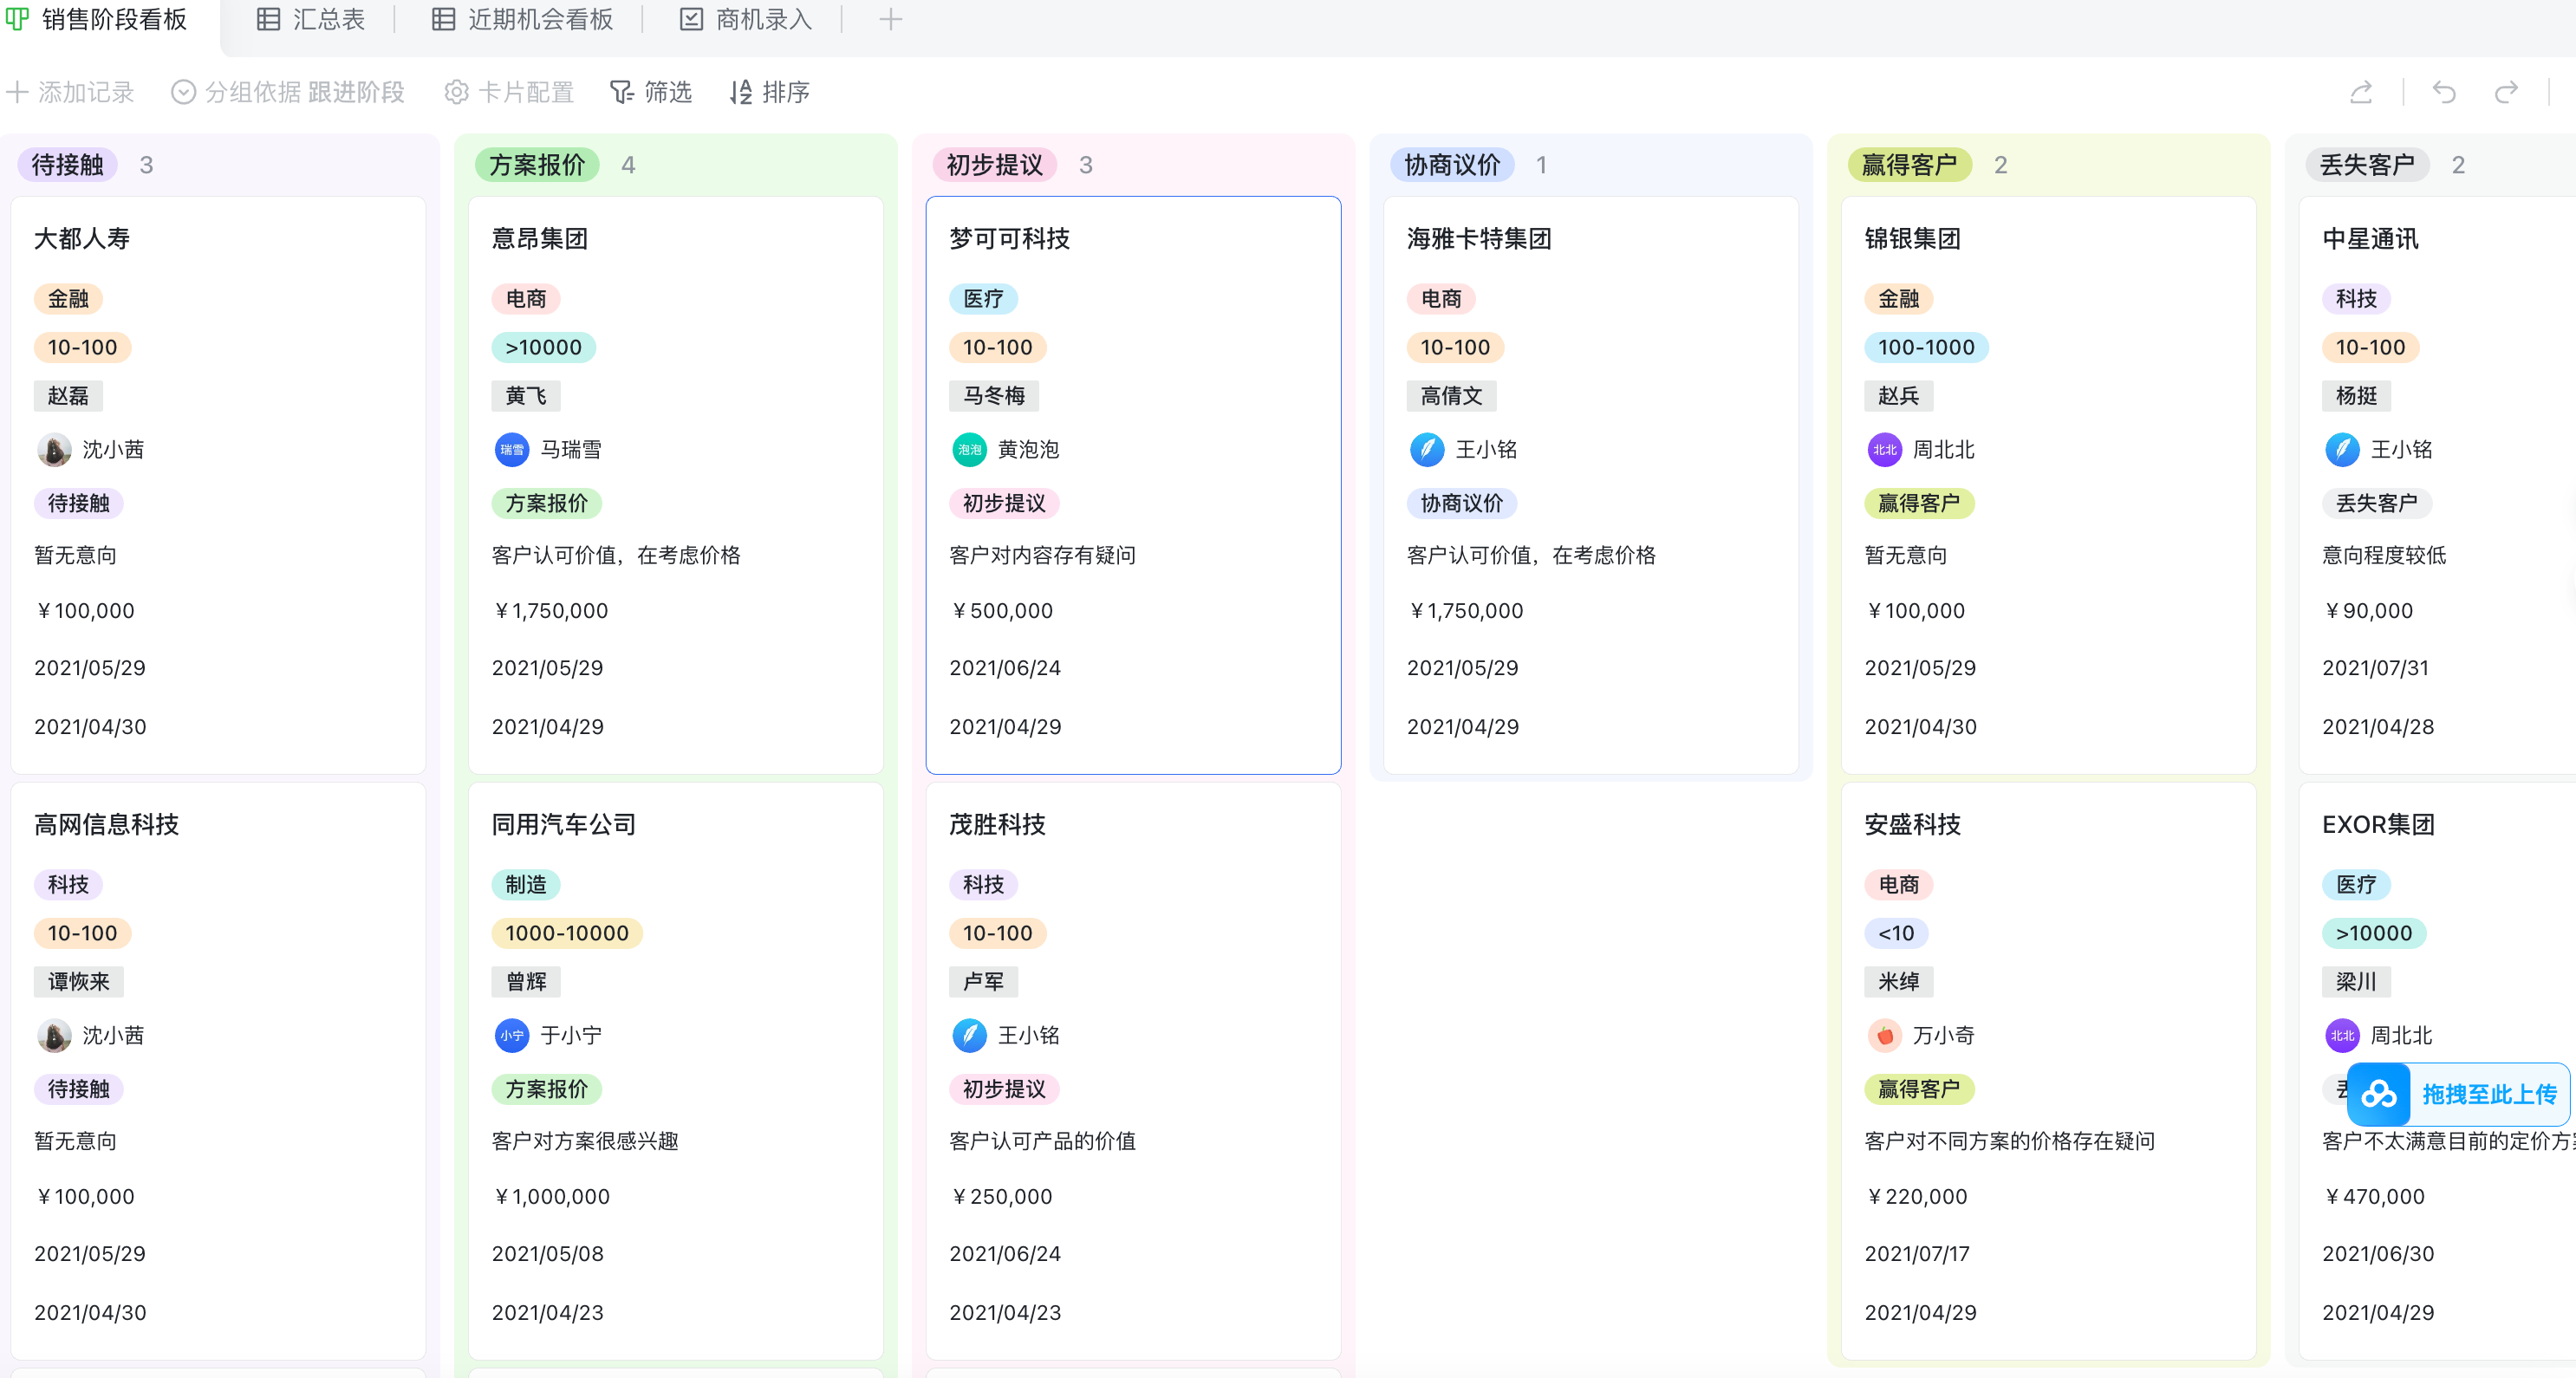 销售阶段看板 汇总表 近期机会看板 商机录入
添加记录 分组依据 跟进阶段 卡片配置 筛选 排序
待接触 3
大都人寿
金融
10-100
赵磊
沈小茜
待接触
暂无意向
￥100,000
2021/05/29
2021/04/30
高网信息科技
科技
10-100
谭恢来
沈小茜
待接触
暂无意向
￥100,000
2021/05/29
2021/04/30
方案报价 4
意昂集团
电商
>10000
黄飞
瑞雪 马瑞雪
方案报价
客户认可价值，在考虑价格
￥1,750,000
2021/05/29
2021/04/29
同用汽车公司
制造
1000-10000
曾辉
小宁 于小宁
方案报价
客户对方案很感兴趣
￥1,000,000
2021/05/08
2021/04/23
初步提议 3
梦可可科技
医疗
10-100
马冬梅
泡泡 黄泡泡
初步提议
客户对内容存有疑问
￥500,000
2021/06/24
2021/04/29
茂胜科技
科技
10-100
卢军
王小铭
初步提议
客户认可产品的价值
￥250,000
2021/06/24
2021/04/23
协商议价 1
海雅卡特集团
电商
10-100
高倩文
王小铭
协商议价
客户认可价值，在考虑价格
￥1,750,000
2021/05/29
2021/04/29
赢得客户 2
锦银集团
金融
100-1000
赵兵
北北 周北北
赢得客户
暂无意向
￥100,000
2021/05/29
2021/04/30
安盛科技
电商
<10
米绰
万小奇
赢得客户
客户对不同方案的价格存在疑问
￥220,000
2021/07/17
2021/04/29
丢失客户 2
中星通讯
科技
10-100
杨挺
王小铭
丢失客户
意向程度较低
￥90,000
2021/07/31
2021/04/28
EXOR集团
医疗
>10000
梁川
北北 周北北
拖拽至此上传
客户不太满意目前的定价方
￥470,000
2021/06/30
2021/04/29